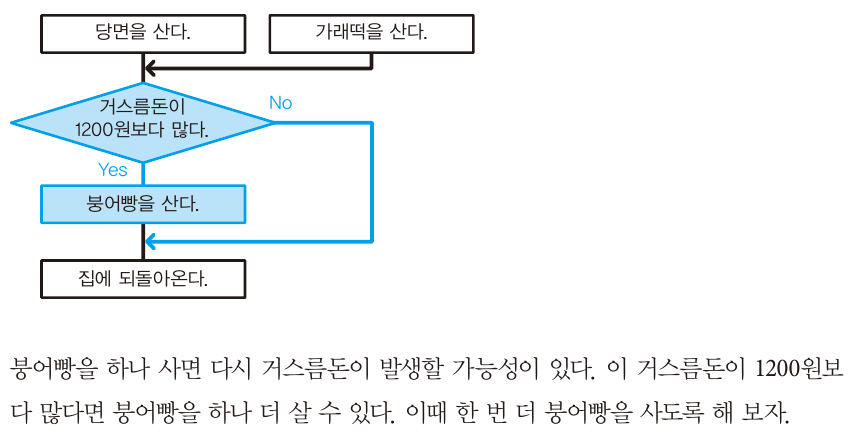 당면을 산다.
가래떡을 산다.
거스름돈이
1200원보다 많다.
No
Yes
붕어빵을 산다.
집에 되돌아온다.
붕어빵을 하나 사면 다시 거스름돈이 발생할 가능성이 있다. 이 거스름돈이 1200원보
다 많다면 붕어빵을 하나 더 살 수 있다. 이때 한 번 더 붕어빵을 사도록 해 보자.